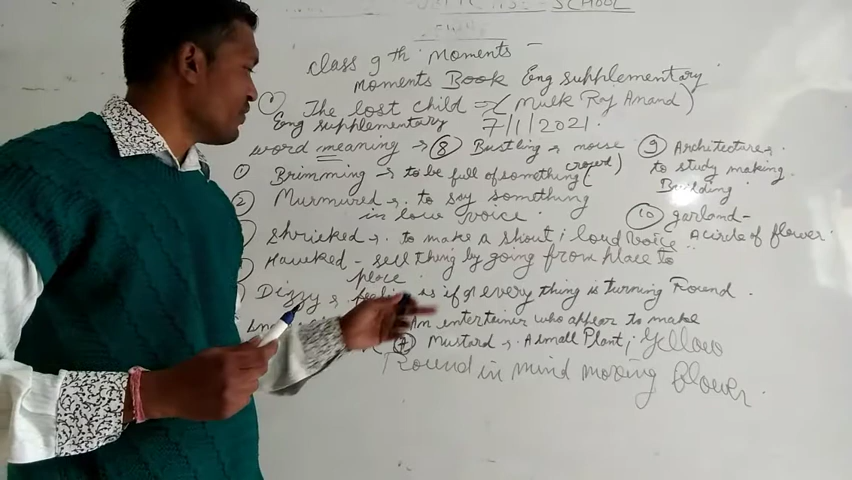 SCHOOL
Class 9th Moments -
Moments Book Eng supplementary
① The lost child => (Mulk Raj Anand)
Eng supplementary 7/1/2021.
word meaning → ⑧ Bustling → noise (crowd)
⑨ Architecture →
to study making
Building
① Brimming → to be full of something
② Murmured → to say something
in low voice.
⑩ garland -
A circle of flower.
Shrieked → to make a shout; loud voice
Hawked - sell thing by going from place to
place.
Dizzy → feeling as if every thing is turning Round.
An entertainer who appear to make
⑦ Mustard → A small Plant; Yellow
Round in mind moving flower.